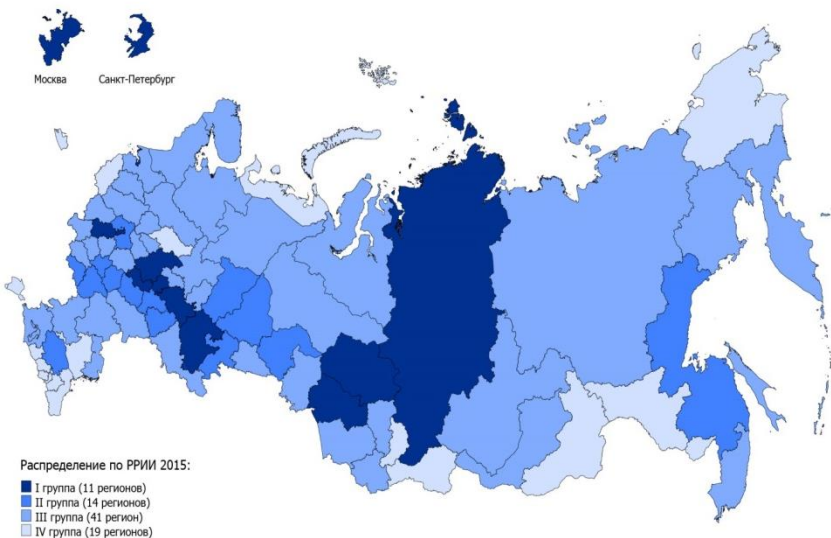 Москва
Санкт-Петербург
Распределение по РРИИ 2015:
I группа (11 регионов)
II группа (14 регионов)
III группа (41 регион)
IV группа (19 регионов)